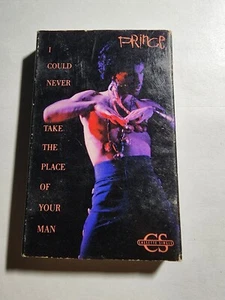 PRINCE
I
COULD
NEVER
TAKE
THE
PLACE
OF
YOUR
MAN
CS
CASSETTE SINGLE